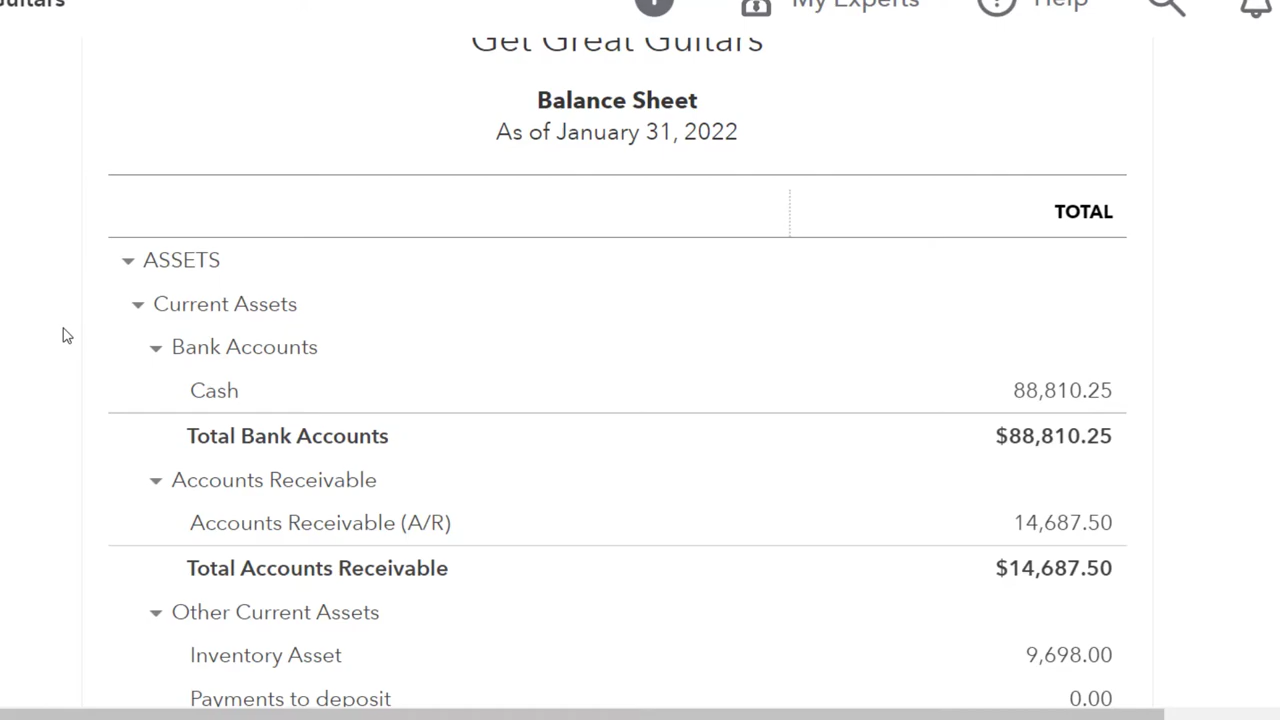 My Experts Help
Get Great Guitars
Balance Sheet
As of January 31, 2022
TOTAL
ASSETS
Current Assets
Bank Accounts
Cash 88,810.25
Total Bank Accounts $88,810.25
Accounts Receivable
Accounts Receivable (A/R) 14,687.50
Total Accounts Receivable $14,687.50
Other Current Assets
Inventory Asset 9,698.00
Payments to deposit 0.00